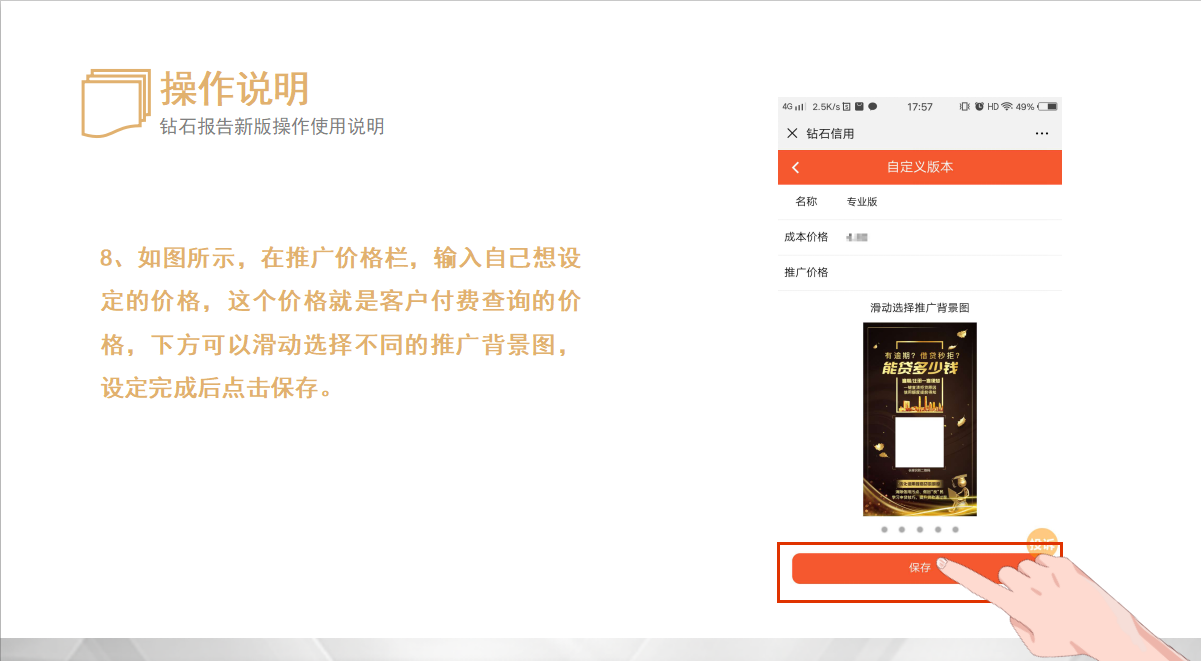 操作说明
钻石报告新版操作使用说明
8、如图所示，在推广价格栏，输入自己想设
定的价格，这个价格就是客户付费查询的价
格，下方可以滑动选择不同的推广背景图，
设定完成后点击保存。
4G 2.5K/s 17:57 HD 49%
钻石信用
自定义版本
名称 专业版
成本价格
推广价格
滑动选择推广背景图
有逾期？借贷秒拒？
能贷多少钱
投诉
保存